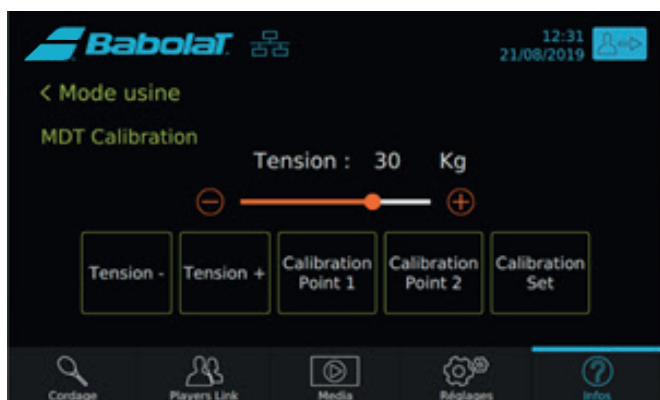 BabolaT
12:31
21/08/2019
< Mode usine
MDT Calibration
Tension : 30 Kg
Tension -
Tension +
Calibration
Point 1
Calibration
Point 2
Calibration
Set
Cordage
Players Link
Media
Réglages
Infos